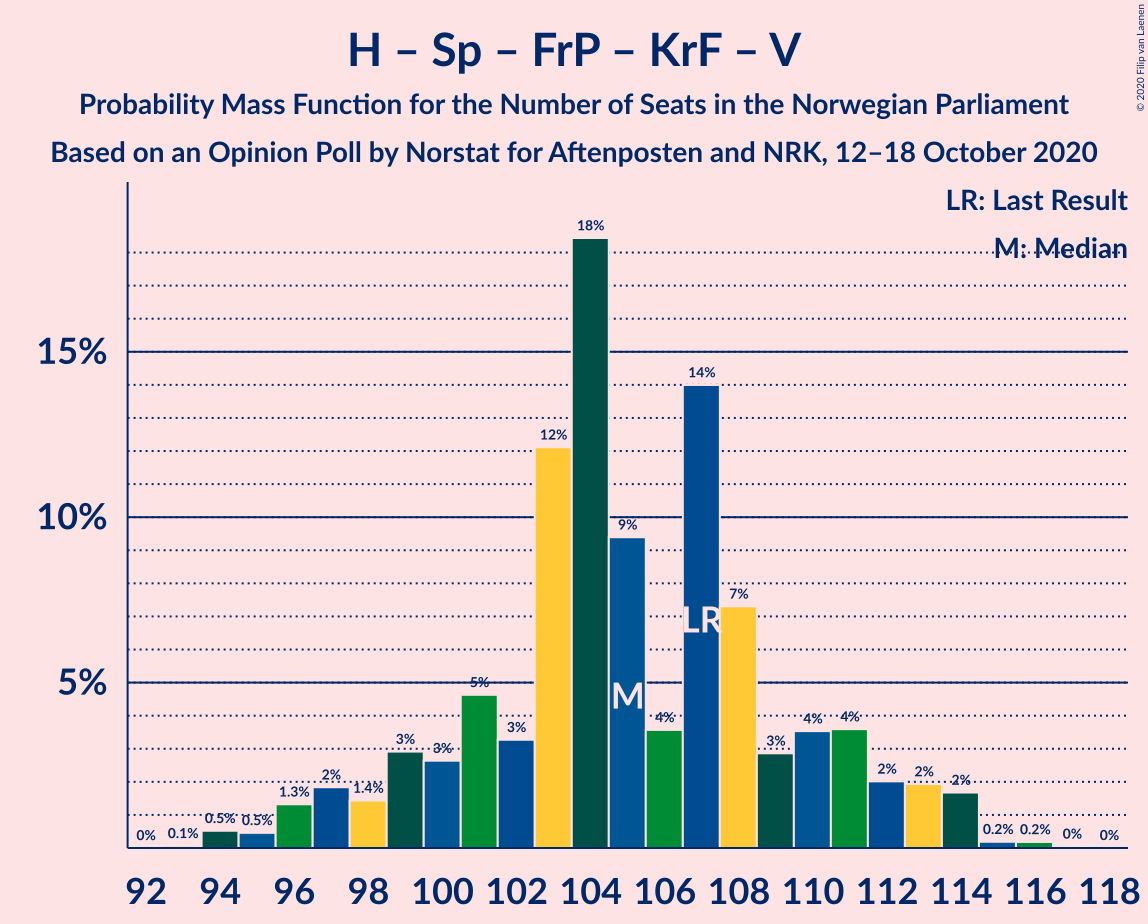 H – Sp – FrP – KrF – V
Probability Mass Function for the Number of Seats in the Norwegian Parliament
Based on an Opinion Poll by Norstat for Aftenposten and NRK, 12–18 October 2020
© 2020 Filip van Laenen
LR: Last Result
M: Median
15%
10%
5%
0% 0.1% 0.5% 0.5% 1.3% 2% 1.4% 3% 3% 5% 3% 12% 18% 9% 4% 14% 7% 3% 4% 4% 2% 2% 2% 0.2% 0.2% 0% 0%
LR
M
92 94 96 98 100 102 104 106 108 110 112 114 116 118